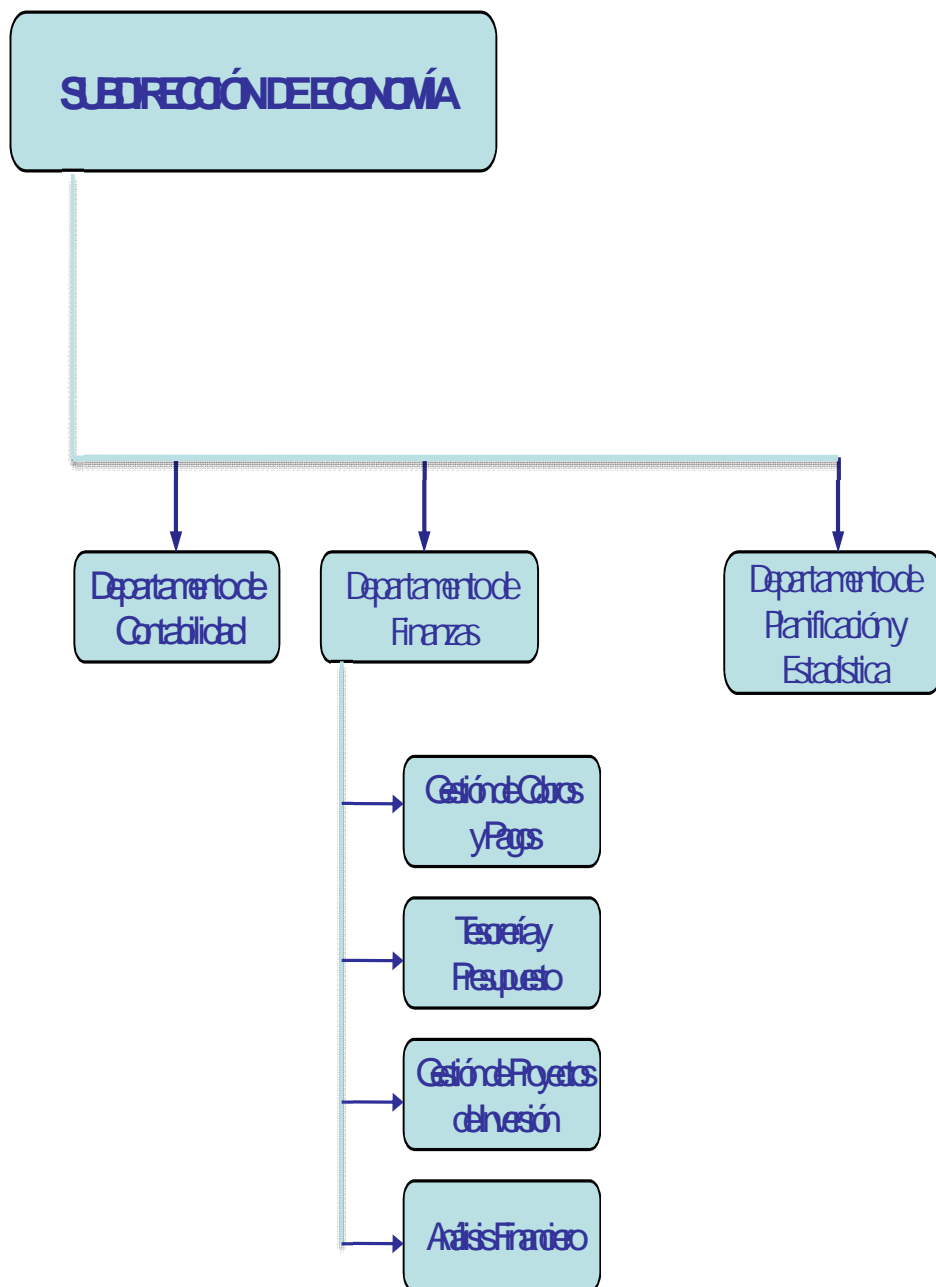 SUBDIRECCIÓN DE ECONOMÍA
Departamento de
Contabilidad
Departamento de
Finanzas
Departamento de
Planificación y
Estadística
Gestión de Cobros
y Pagos
Tesorería y
Presupuesto
Gestión de Proyectos
de Inversión
Análisis Financiero